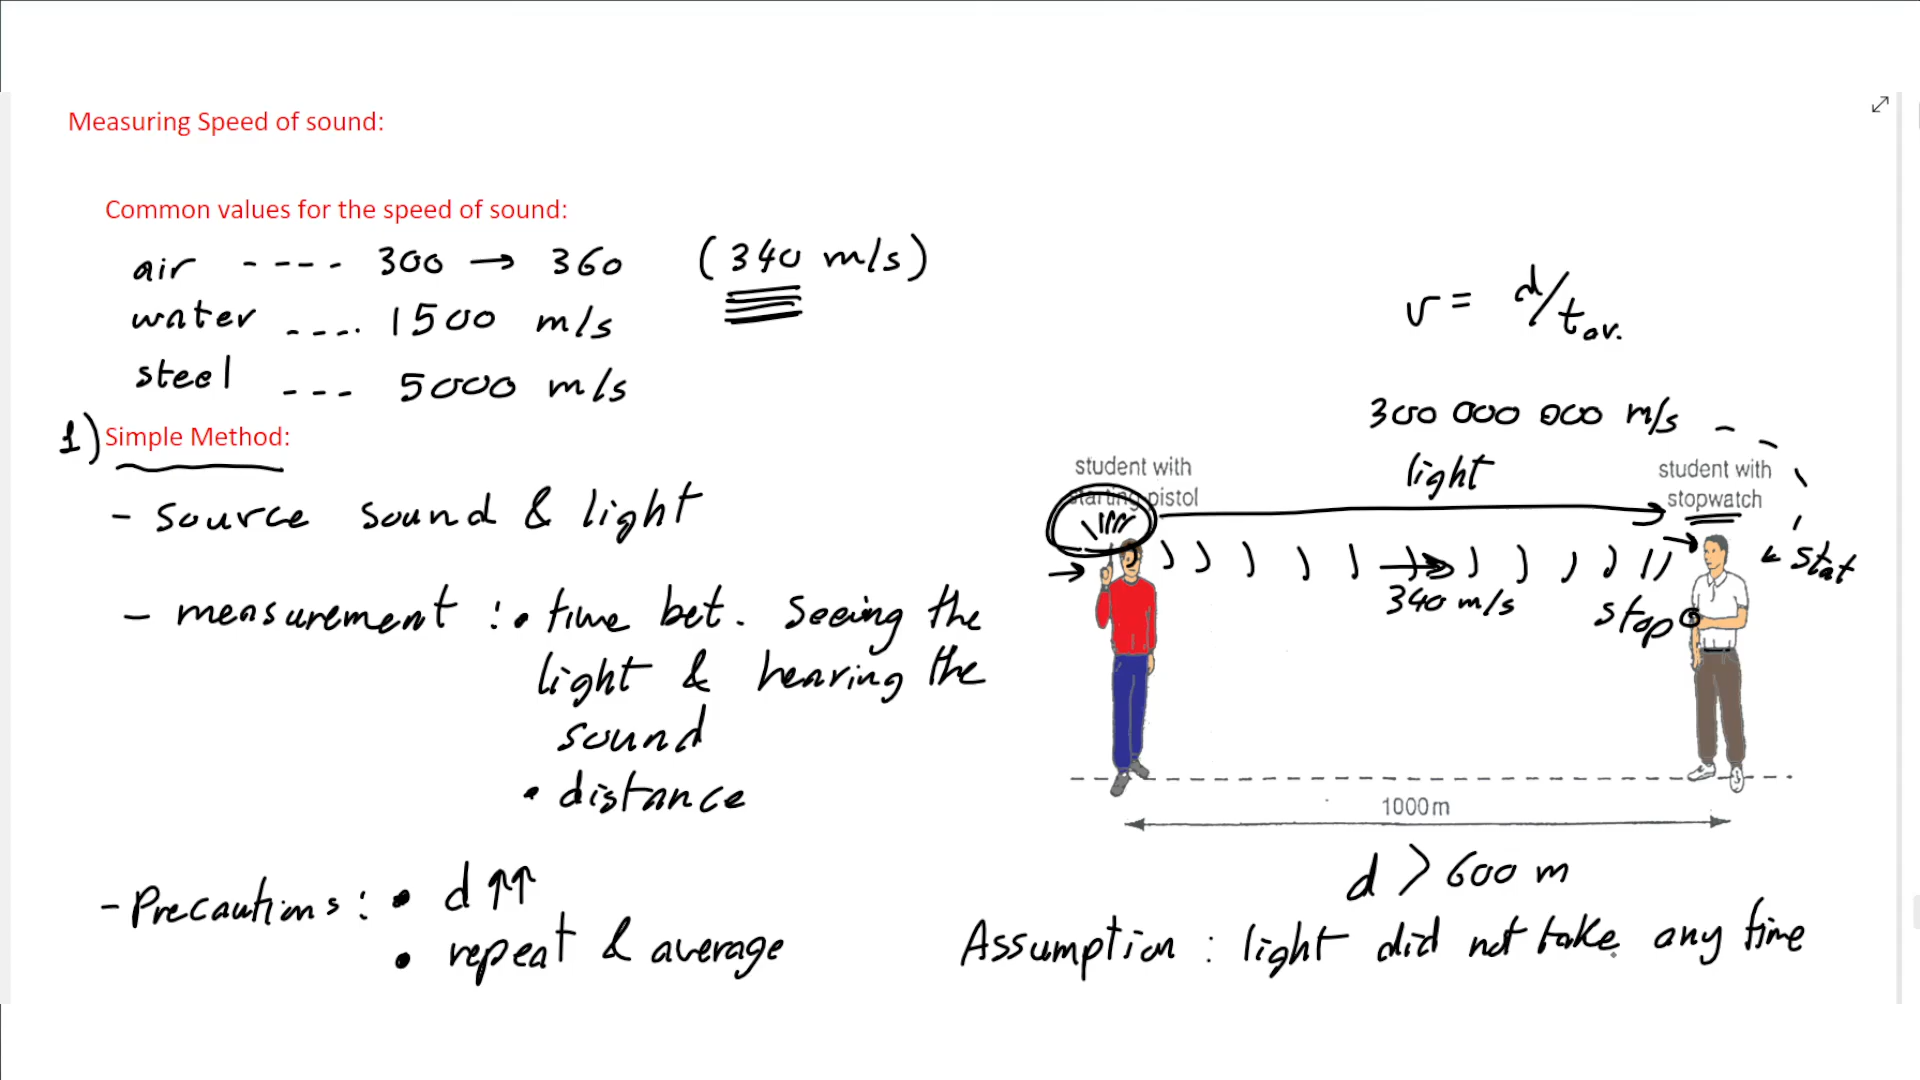 Measuring Speed of sound:
Common values for the speed of sound:
air ---- 300 → 360 (340 m/s)
water ---- 1500 m/s
steel --- 5000 m/s
1) Simple Method:
- source sound & light
- measurement : • time bet. seeing the
light & hearing the
sound
• distance
- Precautions : • d ↑↑
• repeat & average
v = d/t av.
300 000 000 m/s
light
student with
starting pistol
student with
stopwatch
stat
340 m/s
stop
1000m
d > 600 m
Assumption : light did not take any time